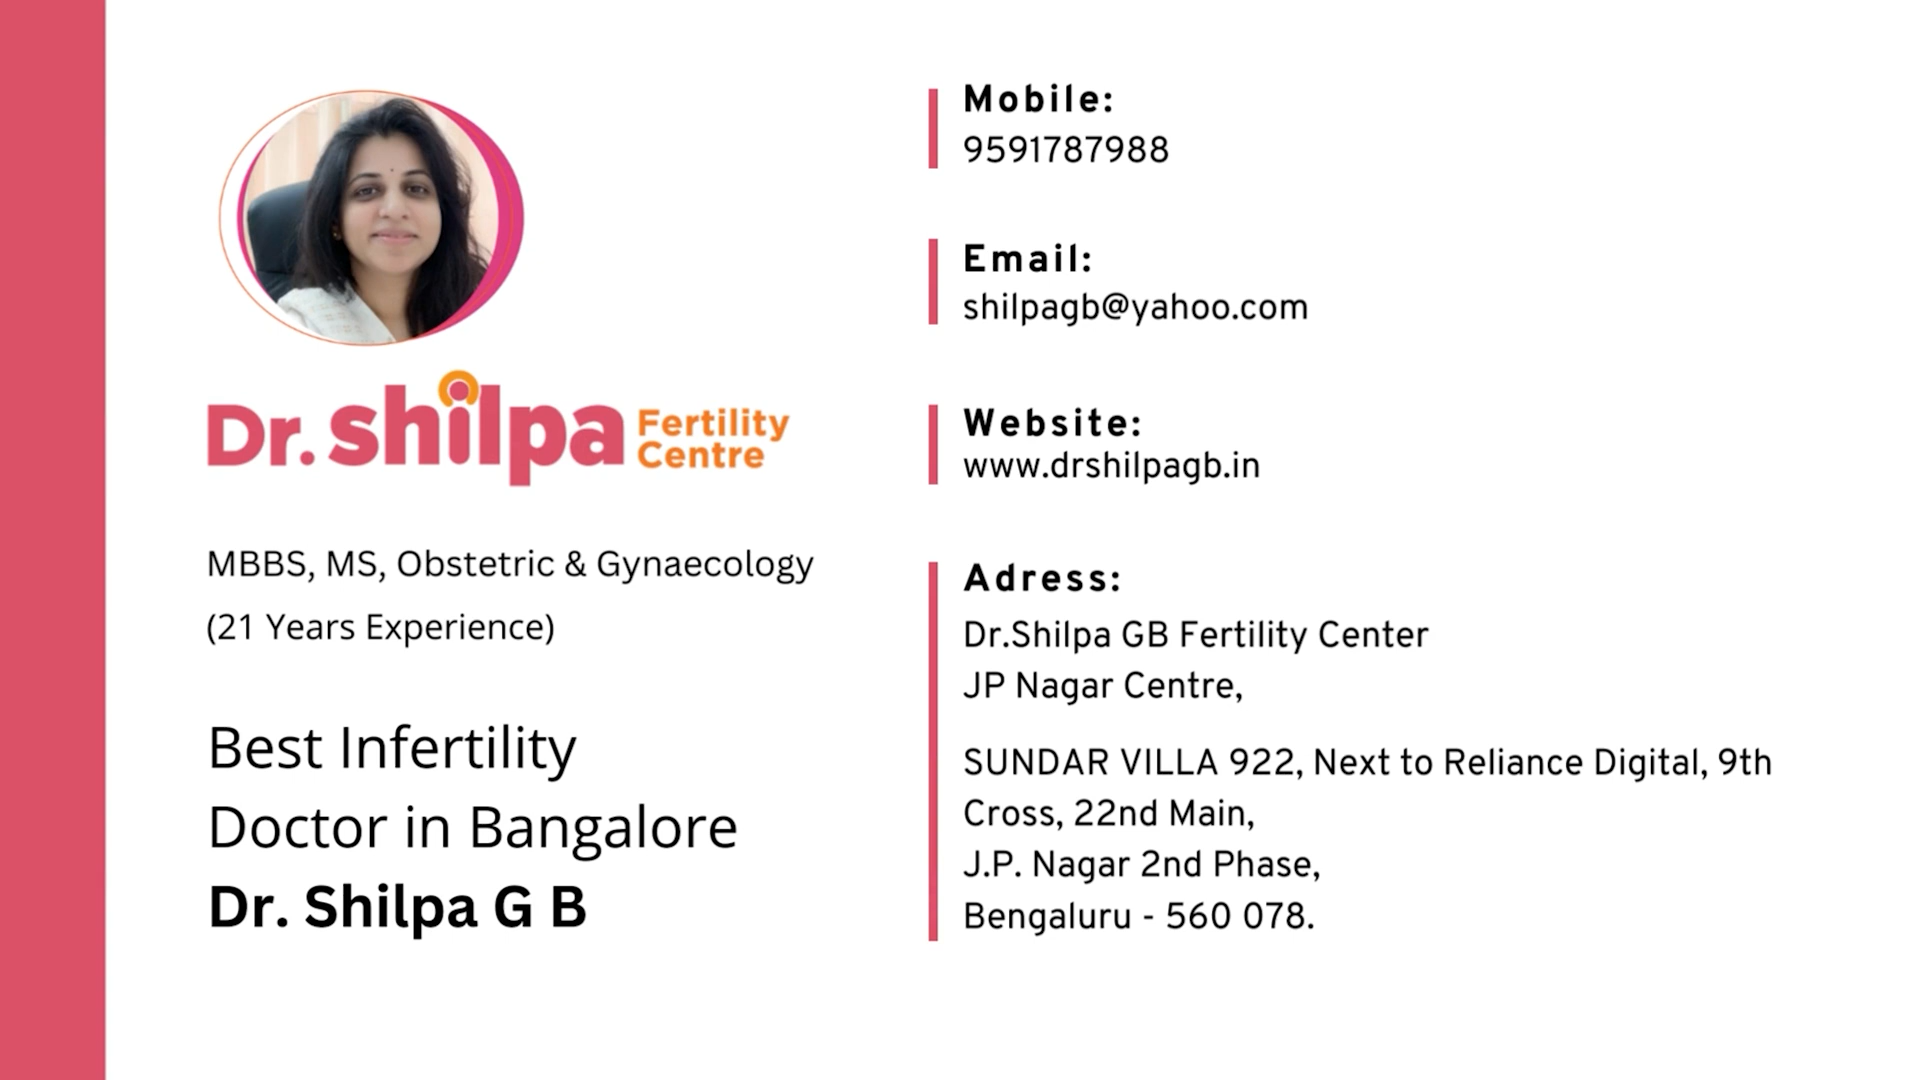 Dr. shilpa Fertility Centre
MBBS, MS, Obstetric & Gynaecology
(21 Years Experience)
Best Infertility
Doctor in Bangalore
Dr. Shilpa G B
Mobile:
9591787988
Email:
shilpagb@yahoo.com
Website:
www.drshilpagb.in
Adress:
Dr.Shilpa GB Fertility Center
JP Nagar Centre,
SUNDAR VILLA 922, Next to Reliance Digital, 9th
Cross, 22nd Main,
J.P. Nagar 2nd Phase,
Bengaluru - 560 078.